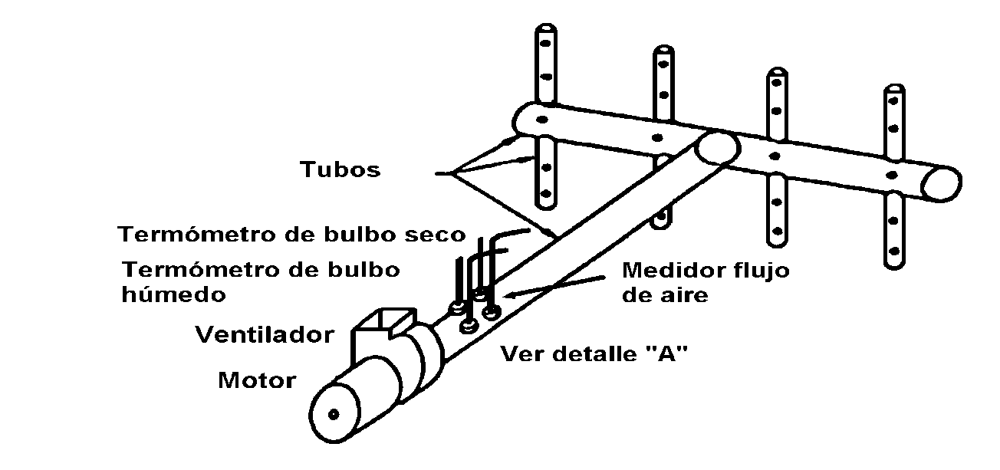 Tubos
Termómetro de bulbo seco
Termómetro de bulbo
húmedo
Medidor flujo
de aire
Ventilador
Ver detalle "A"
Motor